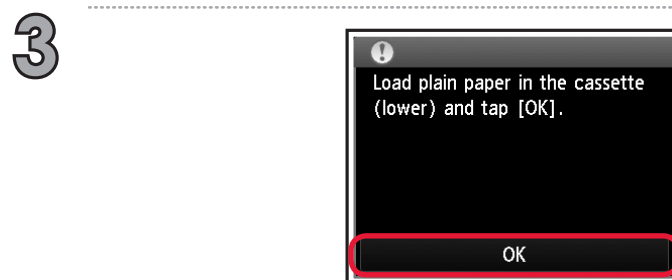 3
Load plain paper in the cassette
(lower) and tap [OK].
OK